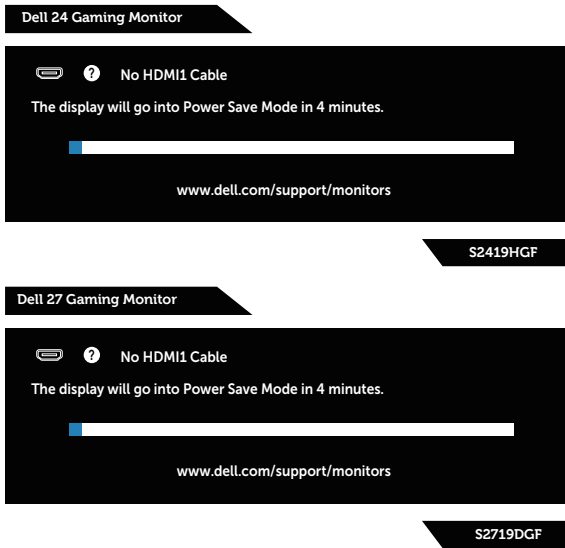 Dell 24 Gaming Monitor
? No HDMI1 Cable
The display will go into Power Save Mode in 4 minutes.
www.dell.com/support/monitors
S2419HGF
Dell 27 Gaming Monitor
? No HDMI1 Cable
The display will go into Power Save Mode in 4 minutes.
www.dell.com/support/monitors
S2719DGF